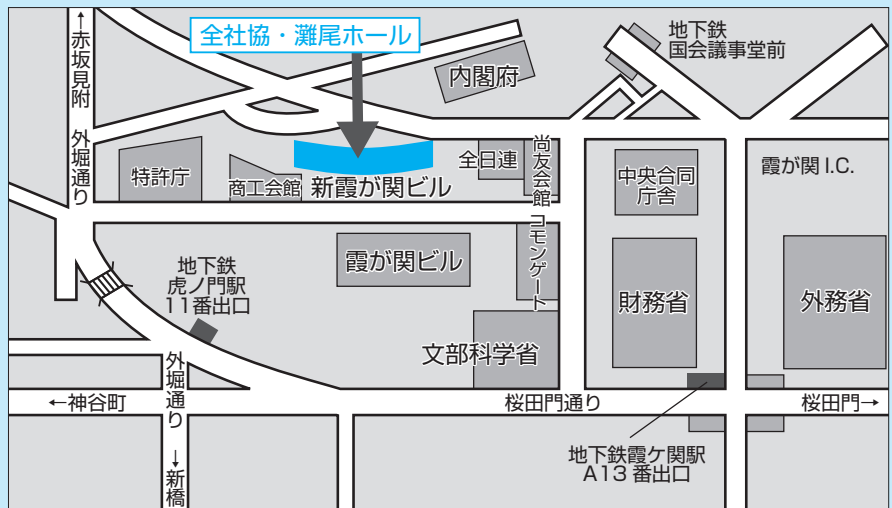 ↑赤坂見附
外堀通り
全社協・灘尾ホール
内閣府
地下鉄
国会議事堂前
特許庁
商工会館
新霞が関ビル
全日連
尚友会館
中央合同
庁舎
霞が関 I.C.
地下鉄
虎ノ門駅
11番出口
霞が関ビル
コモンゲート
文部科学省
財務省
外務省
←神谷町
外堀通り
→新橋
桜田門通り
桜田門→
地下鉄霞ケ関駅
A13 番出口